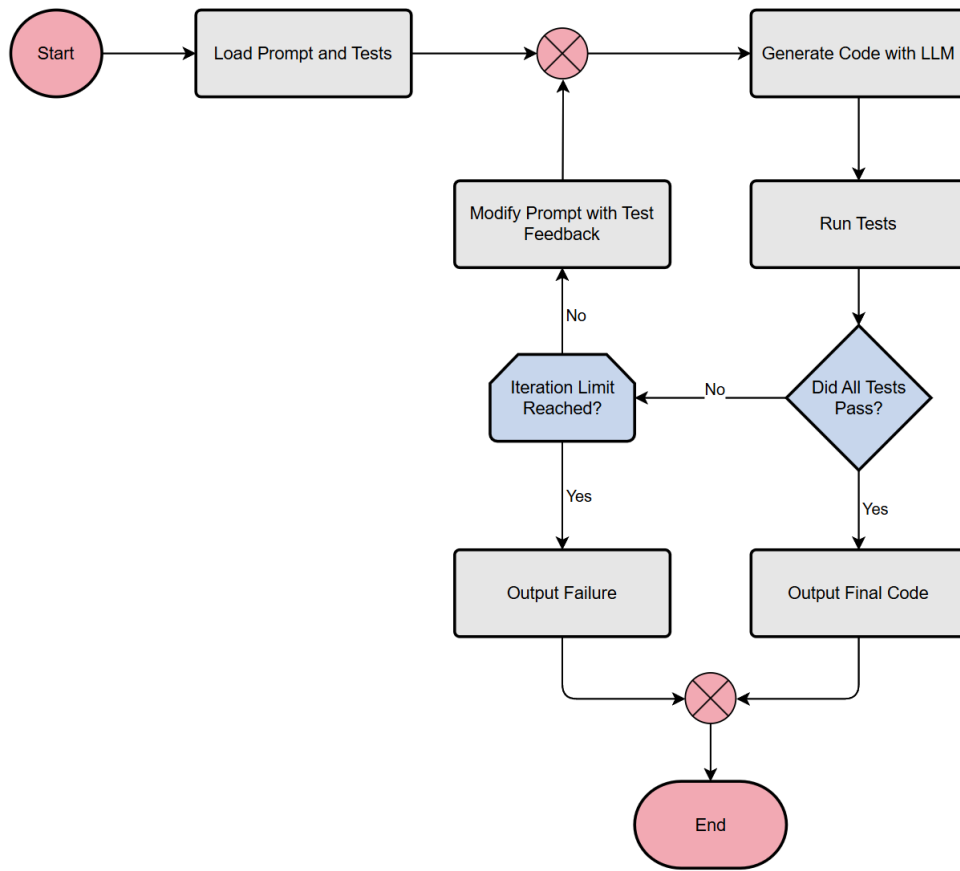 Start
Load Prompt and Tests
Generate Code with LLM
Modify Prompt with Test
Feedback
Run Tests
No
Iteration Limit
Reached?
No
Did All Tests
Pass?
Yes
Yes
Output Failure
Output Final Code
End